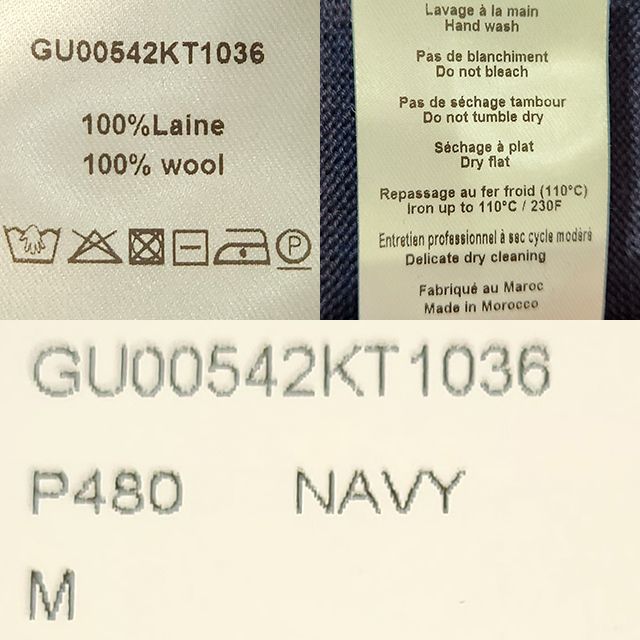 GU00542KT1036
100%Laine
100% wool
P
Lavage à la main
Hand wash
Pas de blanchiment
Do not bleach
Pas de séchage tambour
Do not tumble dry
Séchage à plat
Dry flat
Repassage au fer froid (110°C)
Iron up to 110°C / 230F
Entretien professionnel à sec cycle modéré
Delicate dry cleaning
Fabriqué au Maroc
Made in Morocco
GU00542KT1036
P480 NAVY
M